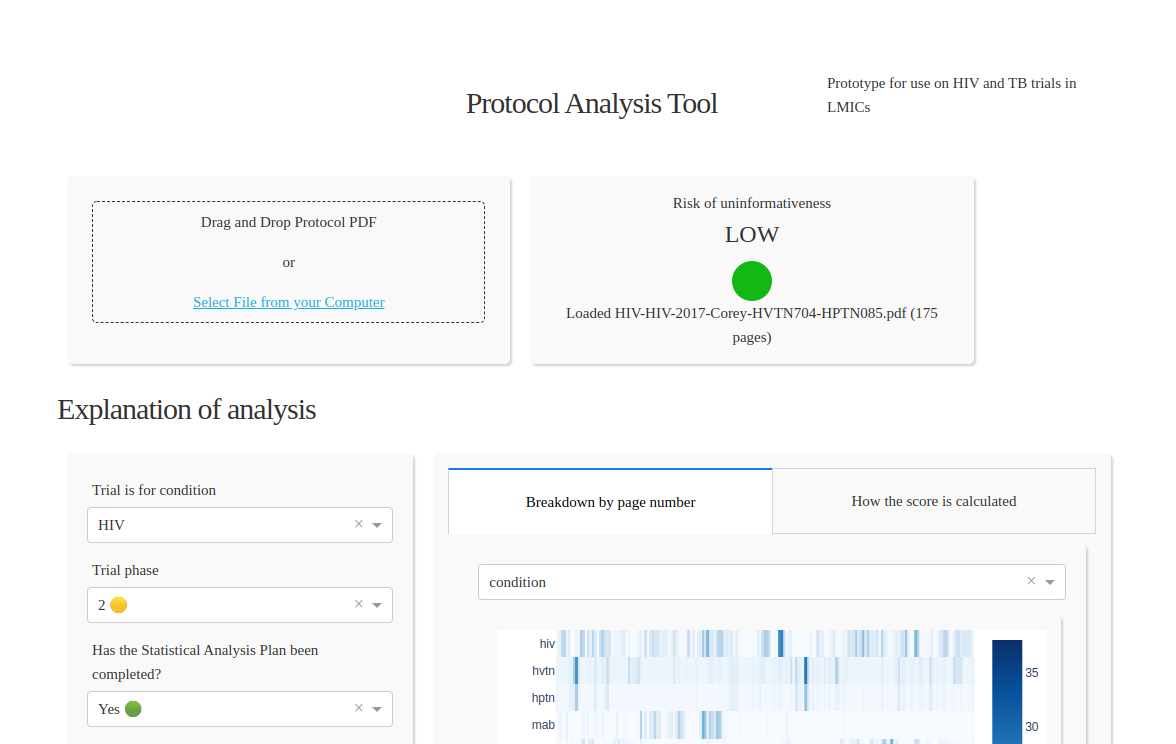 Protocol Analysis Tool
Prototype for use on HIV and TB trials in
LMICs
Drag and Drop Protocol PDF
or
Select File from your Computer
Risk of uninformativeness
LOW
Loaded HIV-HIV-2017-Corey-HVTN704-HPTN085.pdf (175
pages)
Explanation of analysis
Trial is for condition
HIV
Trial phase
2
Has the Statistical Analysis Plan been
completed?
Yes
Breakdown by page number
How the score is calculated
condition
hiv
hvtn
hptn
mab
35
30